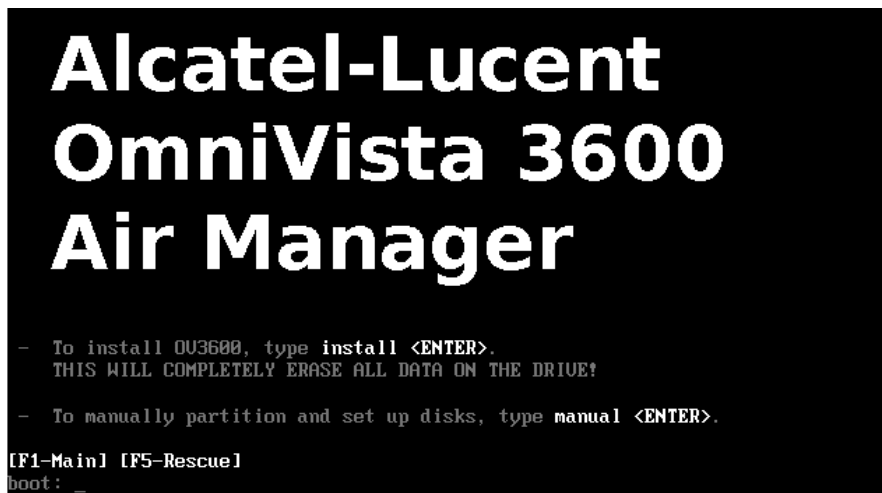 Alcatel-Lucent
OmniVista 3600
Air Manager
- To install OV3600, type install <ENTER>.
THIS WILL COMPLETELY ERASE ALL DATA ON THE DRIVE!
- To manually partition and set up disks, type manual <ENTER>.
[F1-Main] [F5-Rescue]
boot: _